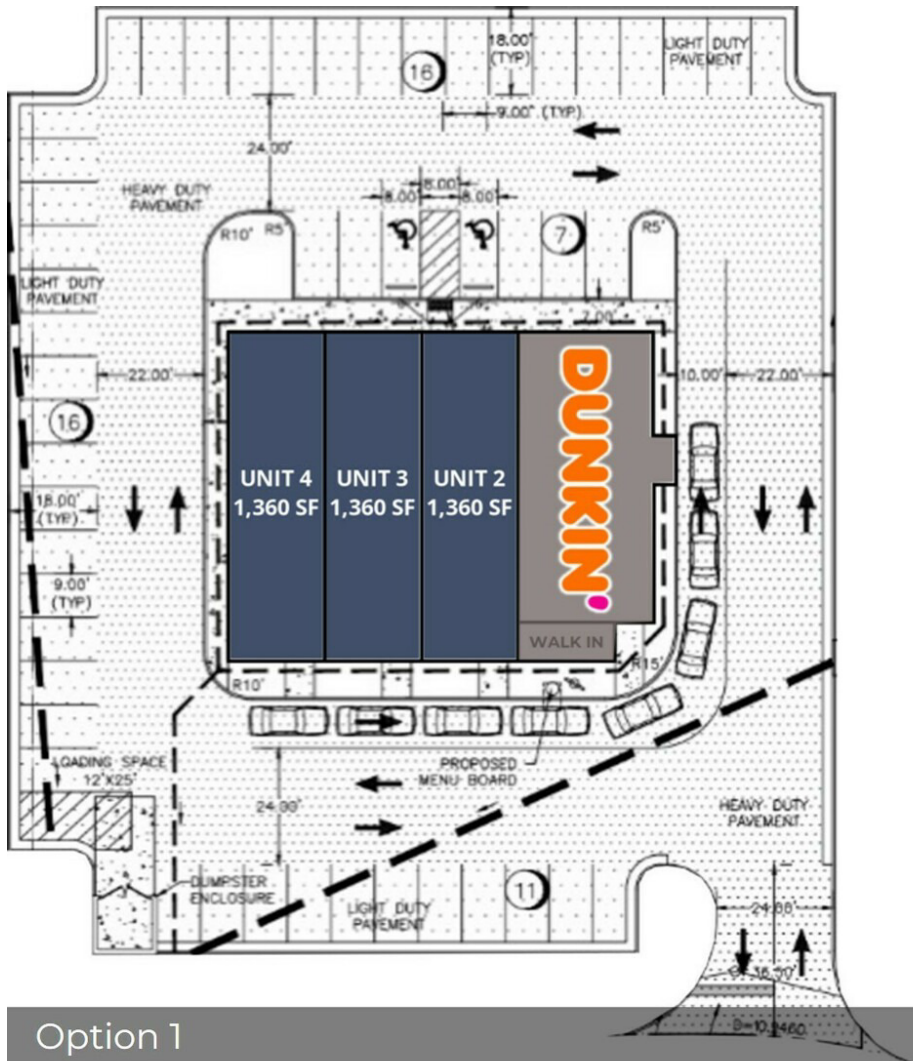 18.00'
(TYP)
LIGHT DUTY
PAVEMENT
16
9.00' (TYP)
24.00'
HEAVY DUTY
PAVEMENT
8.00'
8.00'
8.00'
R10'
R5'
7
R5'
LIGHT DUTY
PAVEMENT
7.00'
22.00'
10.00'
22.00'
DUNKIN'
16
UNIT 4
1,360 SF
UNIT 3
1,360 SF
UNIT 2
1,360 SF
18.00'
(TYP)
9.00'
(TYP)
WALK IN
R10'
R15'
LOADING SPACE
12'X25'
PROPOSED
MENU BOARD
24.00'
HEAVY DUTY
PAVEMENT
DUMPSTER
ENCLOSURE
11
LIGHT DUTY
PAVEMENT
24.00'
36.50'
Option 1